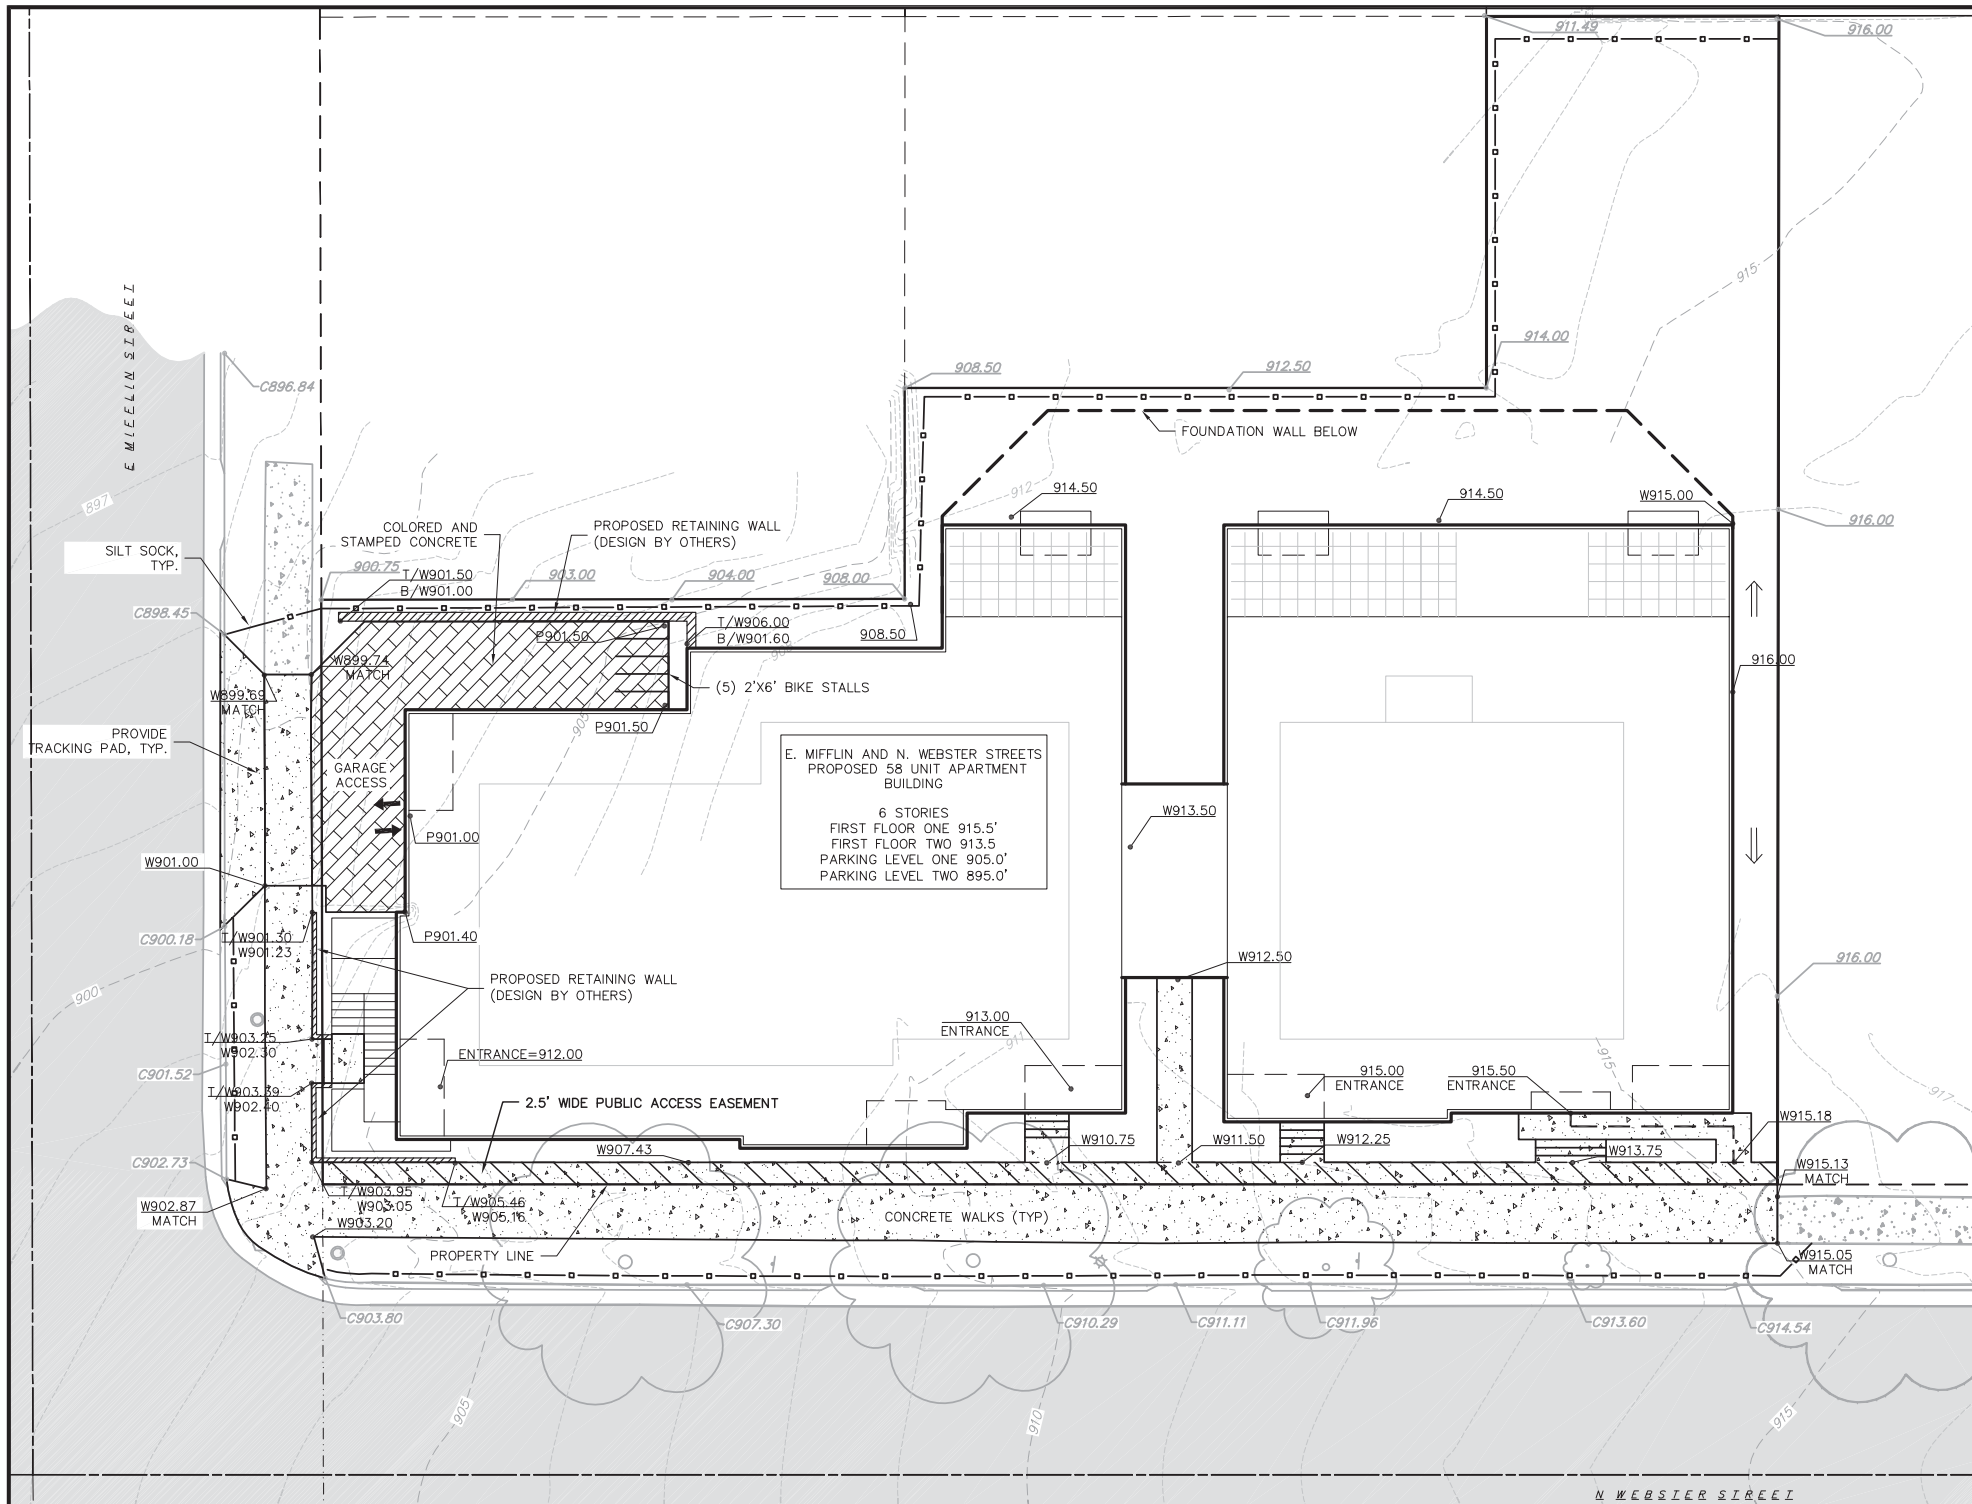 911.49
916.00
E MIFFLIN STREET
915
C896.84
914.00
908.50
912.50
FOUNDATION WALL BELOW
897
912
914.50
914.50
W915.00
916.00
COLORED AND
STAMPED CONCRETE
PROPOSED RETAINING WALL
(DESIGN BY OTHERS)
SILT SOCK,
TYP.
900.75
T/W901.50
B/W901.00
903.00
904.00
908.00
C898.45
P901.50
T/W906.00
B/W901.60
908.50
W899.74
MATCH
916.00
(5) 2'X6' BIKE STALLS
W899.69
MATCH
905
P901.50
PROVIDE
TRACKING PAD, TYP.
E. MIFFLIN AND N. WEBSTER STREETS
PROPOSED 58 UNIT APARTMENT
BUILDING
6 STORIES
FIRST FLOOR ONE 915.5'
FIRST FLOOR TWO 913.5
PARKING LEVEL ONE 905.0'
PARKING LEVEL TWO 895.0'
GARAGE
ACCESS
W913.50
P901.00
W901.00
C900.18
T/W901.30
W901.23
P901.40
W912.50
916.00
PROPOSED RETAINING WALL
(DESIGN BY OTHERS)
900
913.00
ENTRANCE
911
T/W903.25
W902.30
ENTRANCE=912.00
915
C901.52
915.00
ENTRANCE
915.50
ENTRANCE
T/W903.39
W902.40
2.5' WIDE PUBLIC ACCESS EASEMENT
917
W915.18
W907.43
W910.75
W911.50
W912.25
W913.75
C902.73
W915.13
MATCH
T/W903.95
W903.05
T/W905.46
W905.16
W902.87
MATCH
W903.20
CONCRETE WALKS (TYP)
PROPERTY LINE
W915.05
MATCH
C903.80
C907.30
C910.29
C911.11
C911.96
C913.60
C914.54
905
910
915
N WEBSTER STREET